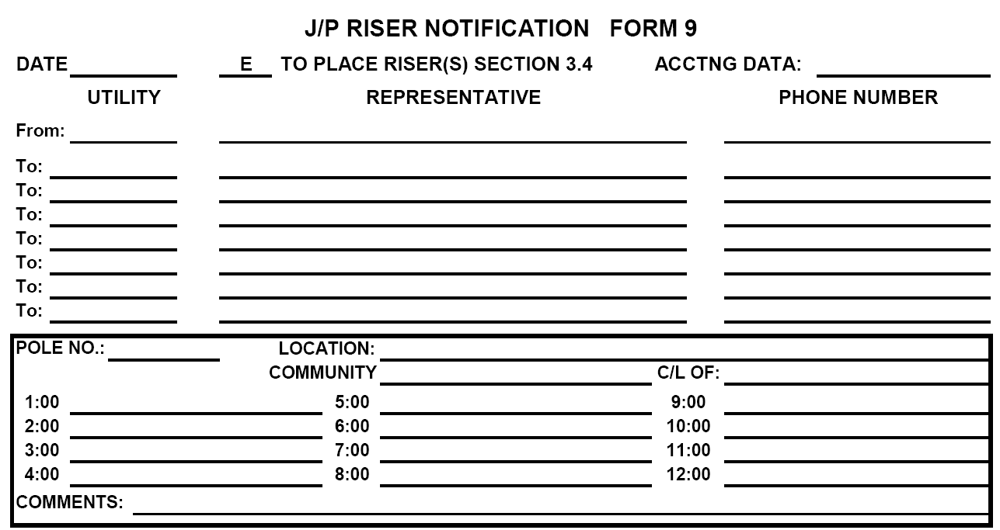 J/P RISER NOTIFICATION FORM 9
DATE E TO PLACE RISER(S) SECTION 3.4 ACCTNG DATA:
UTILITY REPRESENTATIVE PHONE NUMBER
From:
To:
To:
To:
To:
To:
To:
To:
POLE NO.: LOCATION:
COMMUNITY C/L OF:
1:00 5:00 9:00
2:00 6:00 10:00
3:00 7:00 11:00
4:00 8:00 12:00
COMMENTS: